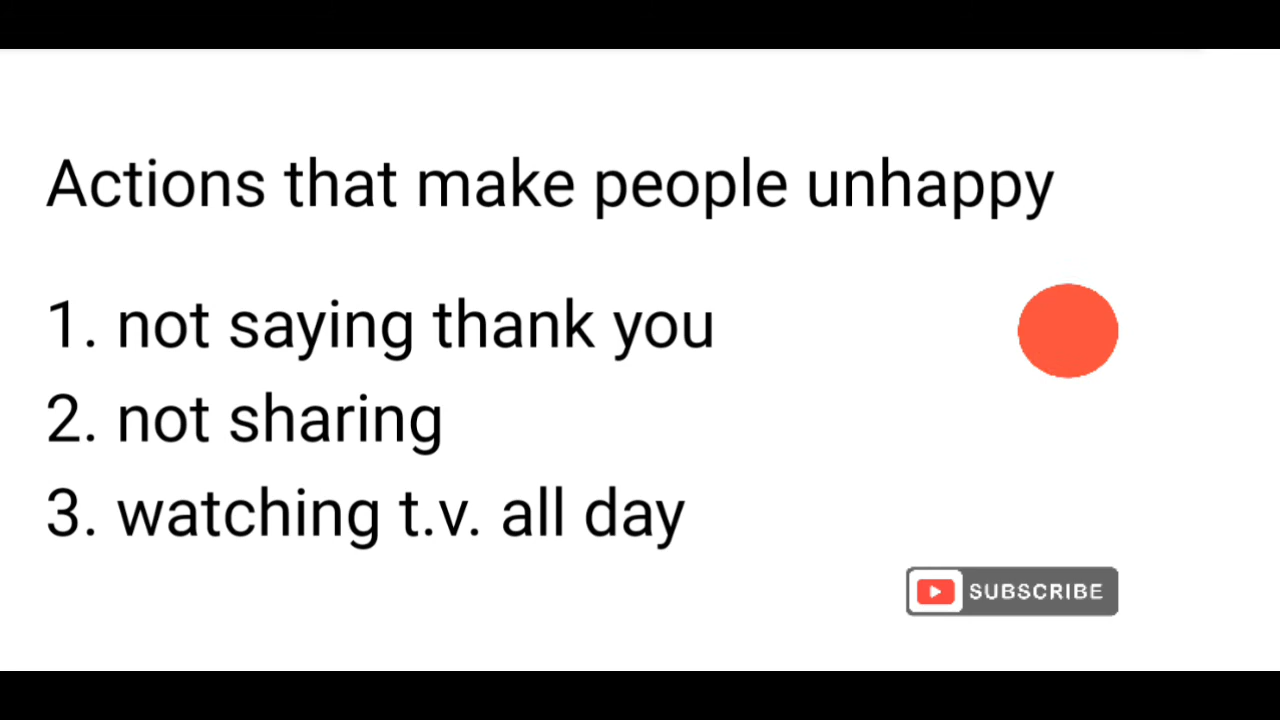 Actions that make people unhappy
1. not saying thank you
2. not sharing
3. watching t.v. all day
SUBSCRIBE